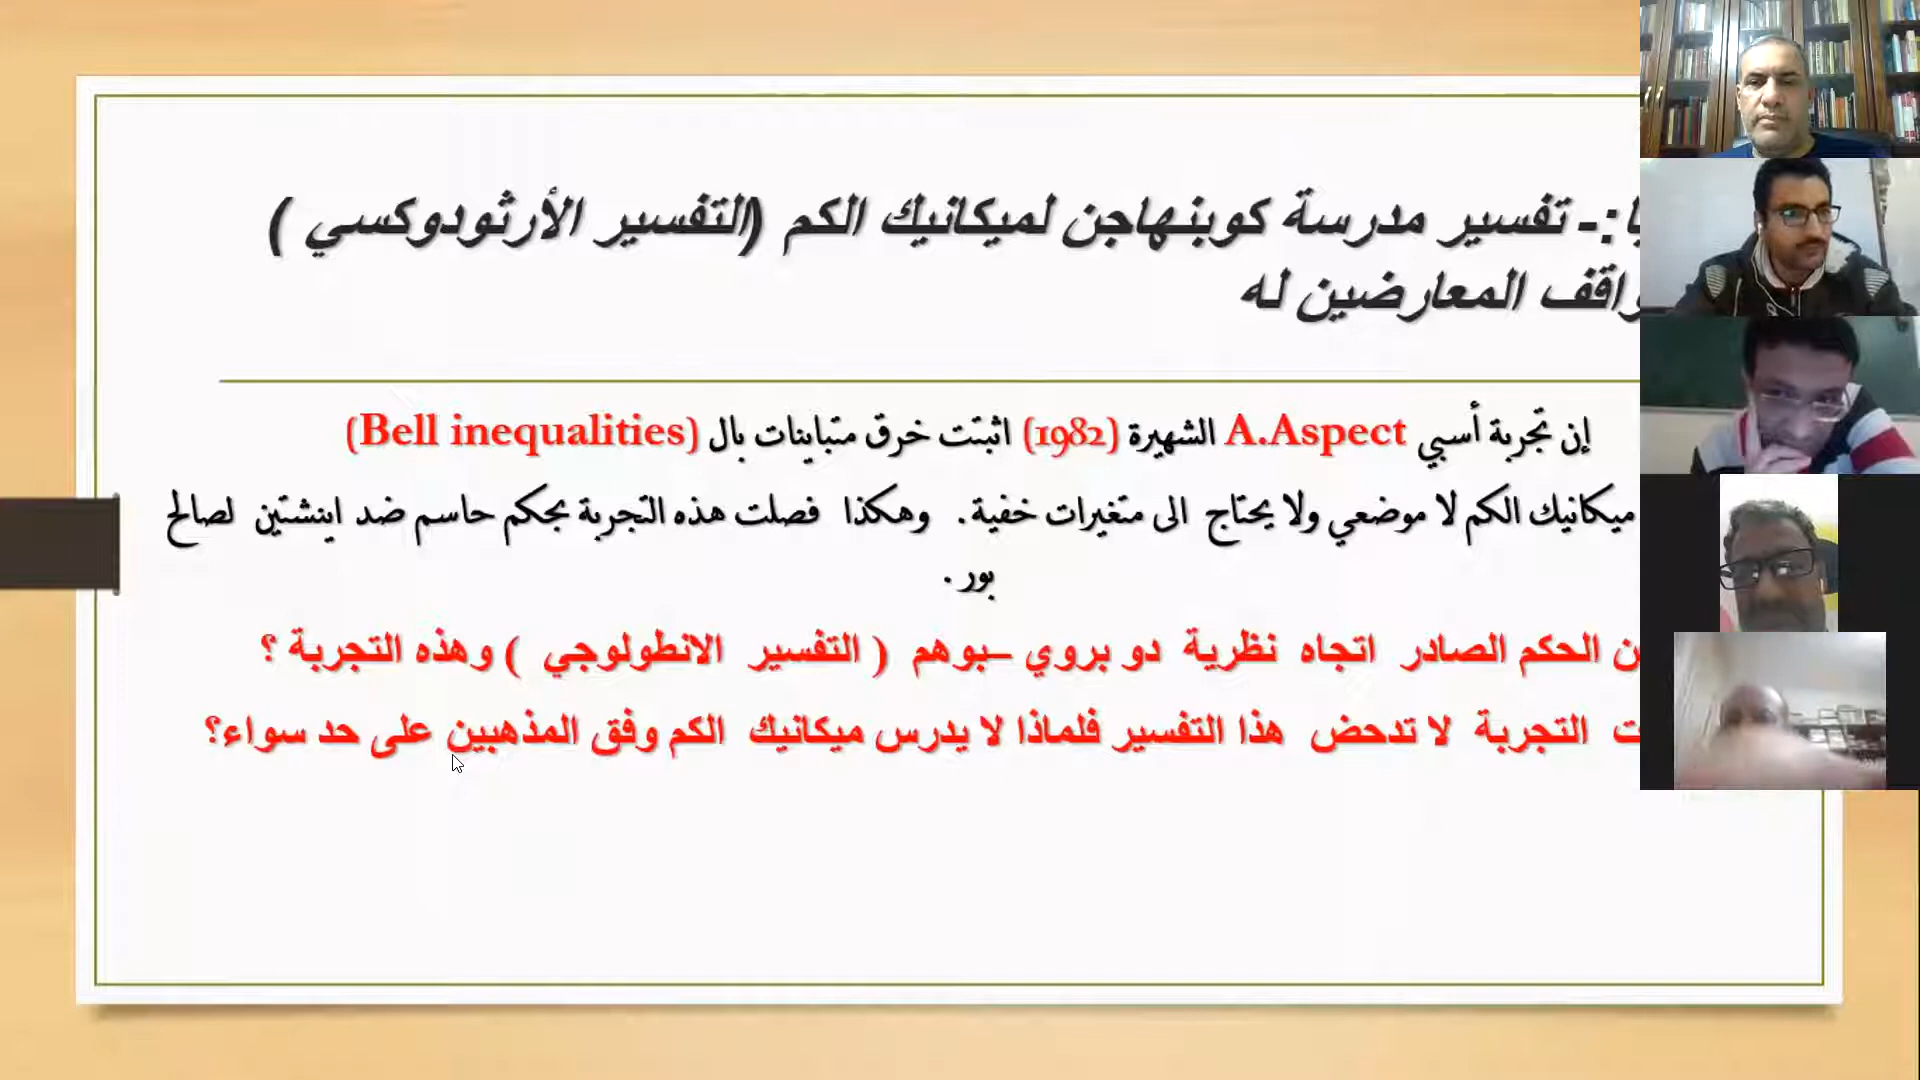 تفسير مدرسة كوبنهاجن لميكانيك الكم (التفسير الأرثودوكسي )
المعارضين له
إن تجربة أسبي A.Aspect الشهيرة (1982) اثبتت خرق متباينات بال (Bell inequalities)
ميكانيك الكم لا موضعي ولا يحتاج الى متغيرات خفية . وهكذا فصلت هذه التجربة بحكم حاسم ضد اينشتين لصالح
بور .
الحكم الصادر اتجاه نظرية دو بروي –بوهم ( التفسير الانطولوجي ) وهذه التجربة ؟
التجربة لا تدحض هذا التفسير فلماذا لا يدرس ميكانيك الكم وفق المذهبين على حد سواء؟